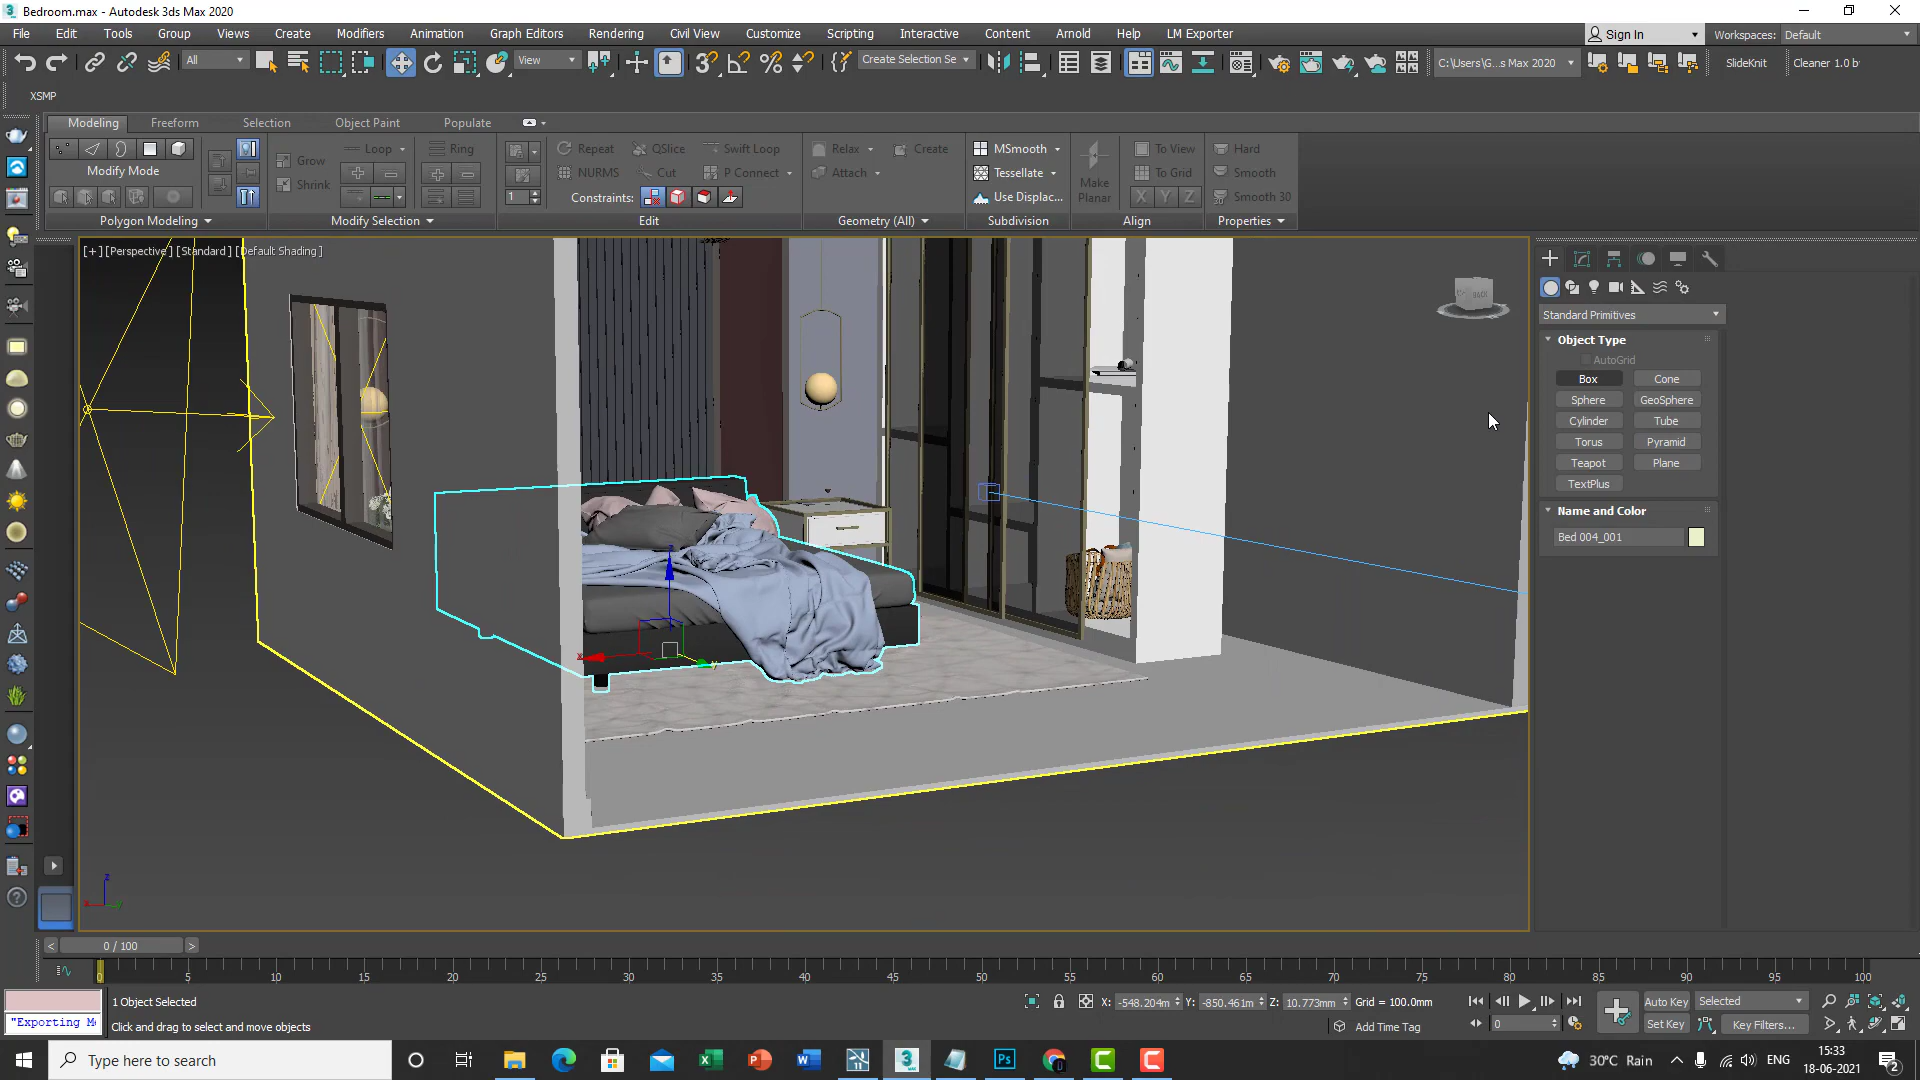 Bedroom.max - Autodesk 3ds Max 2020
File Edit Tools Group Views Create Modifiers Animation Graph Editors Rendering Civil View Customize Scripting Interactive Content Arnold Help LM Exporter Sign In Workspaces: Default
All View Create Selection Se C:\Users\G...s Max 2020 SlideKnit Cleaner 1.0 b
XSMP
Modeling Freeform Selection Object Paint Populate
Loop Ring Repeat QSlice Swift Loop Relax Create MSmooth To View Hard
Grow
Modify Mode NURMS Cut P Connect Attach Tessellate To Grid Smooth
Shrink Make Planar
1 Constraints: Use Displac... X Y Z Smooth 30
Polygon Modeling Modify Selection Edit Geometry (All) Subdivision Align Properties
[+] [Perspective] [Standard] [Default Shading]
BACK
Standard Primitives
Object Type
AutoGrid
Box Cone
Sphere GeoSphere
Cylinder Tube
Torus Pyramid
Teapot Plane
TextPlus
Name and Color
Bed 004_001
z
x y
z
x y
< 0 / 100 >
0 5 10 15 20 25 30 35 40 45 50 55 60 65 70 75 80 85 90 95 100
1 Object Selected X: -548.204m Y: -850.461m Z: 10.773mm Grid = 100.0mm Auto Key Selected
"Exporting Me Click and drag to select and move objects Add Time Tag 0 Set Key Key Filters...
Type here to search 30°C Rain ENG 15:33
18-06-2021
2